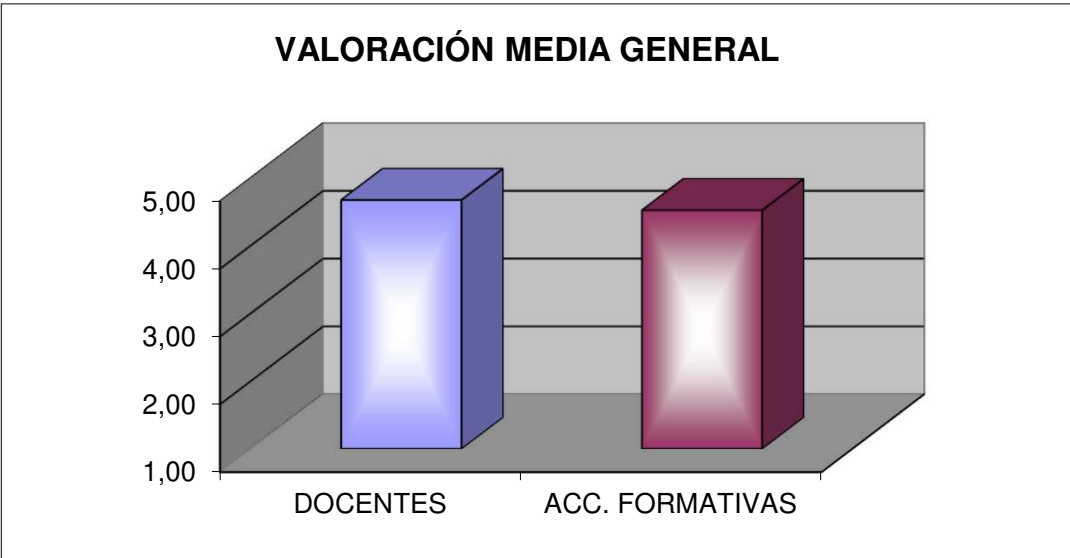 VALORACIÓN MEDIA GENERAL
5,00
4,00
3,00
2,00
1,00
DOCENTES ACC. FORMATIVAS